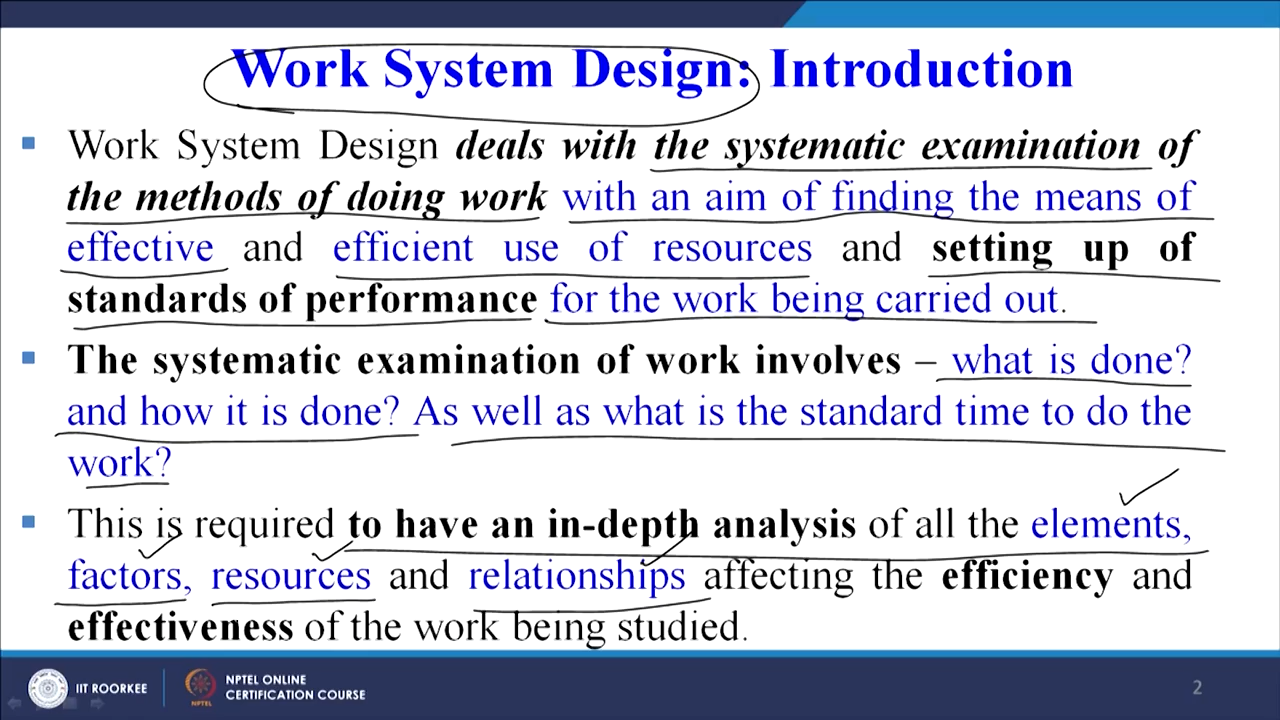 Work System Design: Introduction
Work System Design deals with the systematic examination of
the methods of doing work with an aim of finding the means of
effective and efficient use of resources and setting up of
standards of performance for the work being carried out.
The systematic examination of work involves – what is done?
and how it is done? As well as what is the standard time to do the
work?
This is required to have an in-depth analysis of all the elements,
factors, resources and relationships affecting the efficiency and
effectiveness of the work being studied.
IIT ROORKEE
NPTEL
NPTEL ONLINE
CERTIFICATION COURSE
2